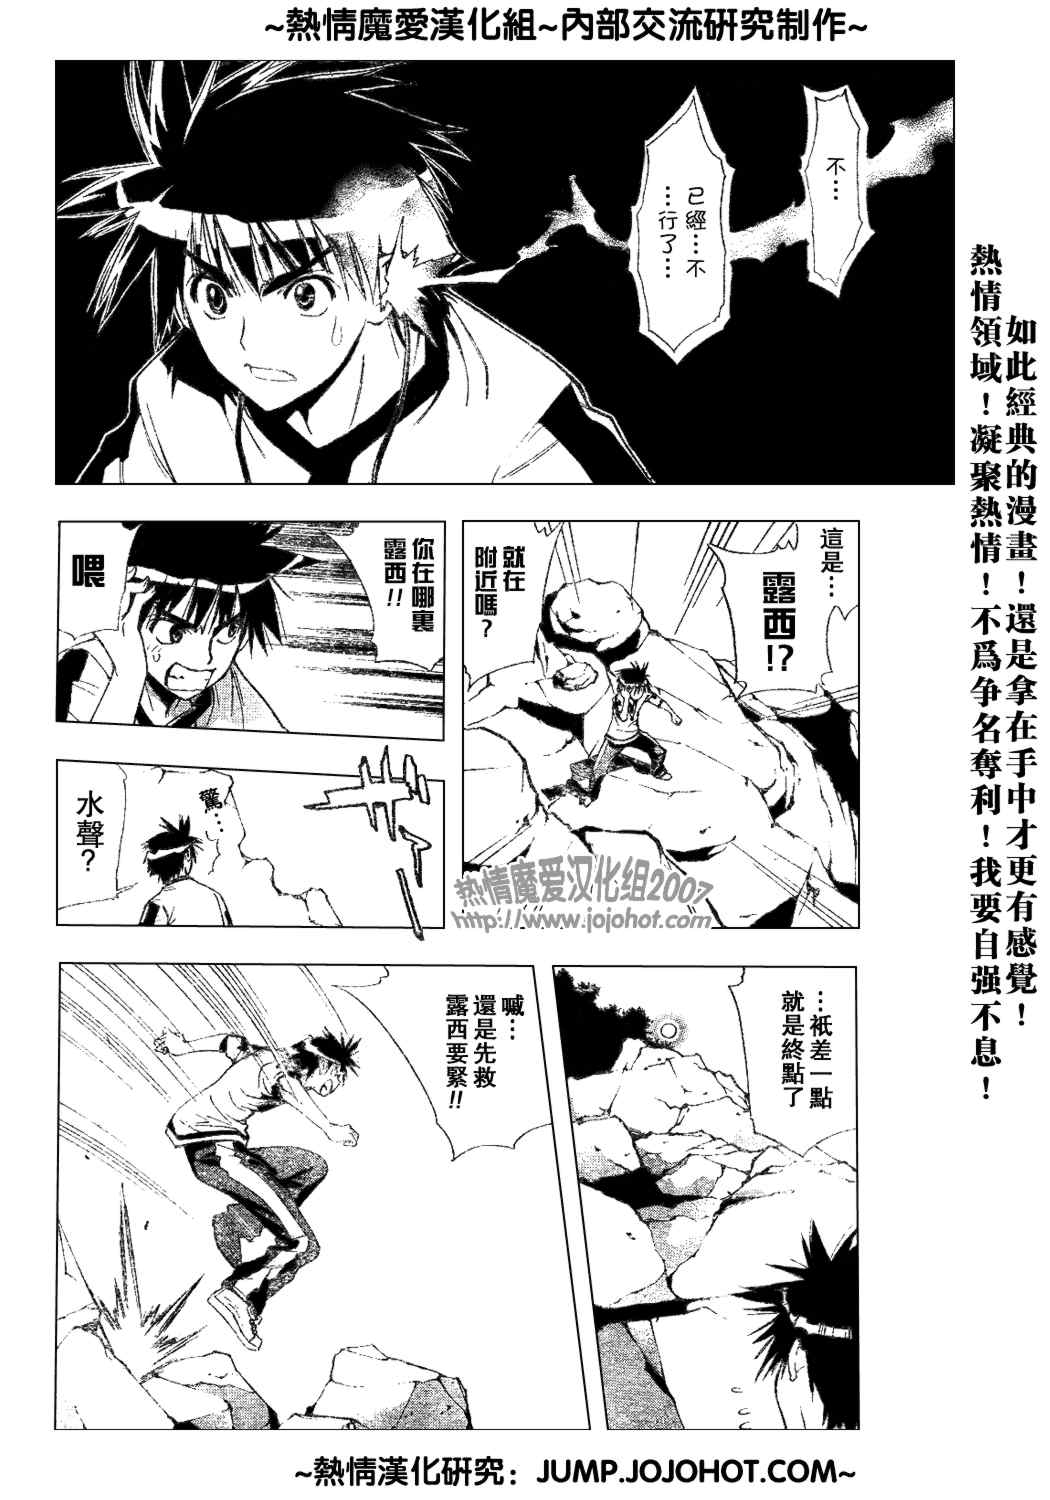 ~熱情魔愛漢化組~內部交流研究制作~
不…
已經…不
…行了…
如此經典的漫畫！還是拿在手中才更有感覺！
熱情領域！凝聚熱情！不爲争名奪利！我要自强不息！
這是…
露西!?
就在
附近嗎?
你在哪裏
露西!!
喂
驚…
水聲?
熱情魔爱汉化组2007
http://www.jojohot.com
…衹差一點
就是終點了
喊…
還是先救
露西要緊!!
~熱情漢化研究：JUMP.JOJOHOT.COM~